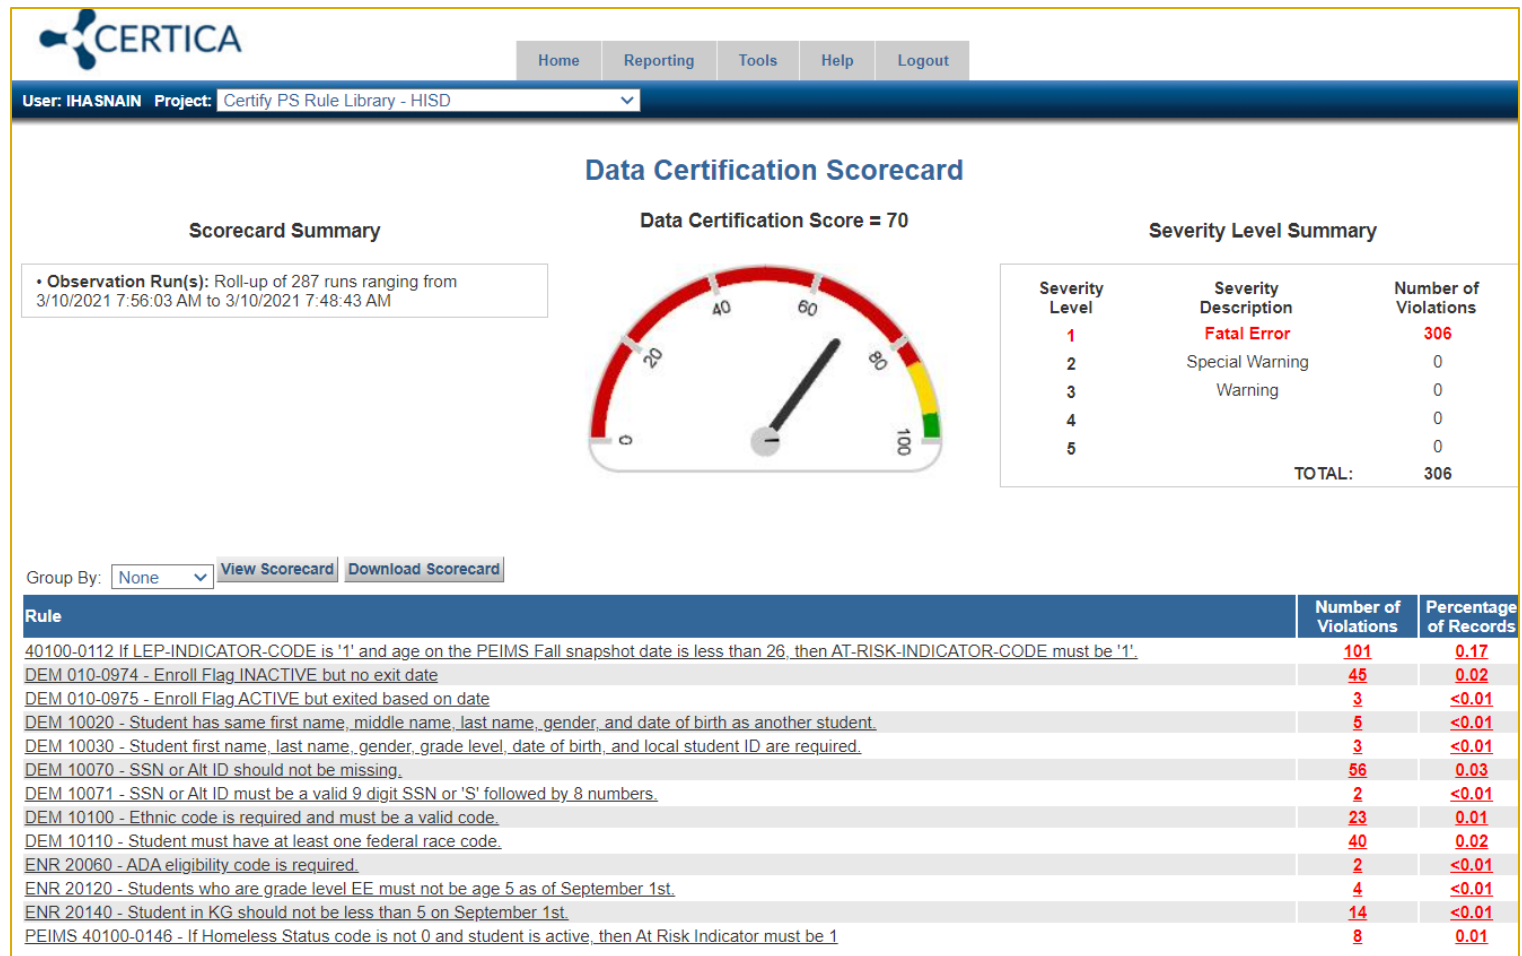 CERTICA
Home Reporting Tools Help Logout
User: IHASNAIN Project: Certify PS Rule Library - HISD
Data Certification Scorecard
Scorecard Summary
• Observation Run(s): Roll-up of 287 runs ranging from
3/10/2021 7:56:03 AM to 3/10/2021 7:48:43 AM
Data Certification Score = 70
0
20
40
60
80
100
Severity Level Summary
Severity Level Severity Description Number of Violations
1 Fatal Error 306
2 Special Warning 0
3 Warning 0
4 0
5 0
TOTAL: 306
Group By: None View Scorecard Download Scorecard
Rule Number of Violations Percentage of Records
40100-0112 If LEP-INDICATOR-CODE is '1' and age on the PEIMS Fall snapshot date is less than 26, then AT-RISK-INDICATOR-CODE must be '1'. 101 0.17
DEM 010-0974 - Enroll Flag INACTIVE but no exit date 45 0.02
DEM 010-0975 - Enroll Flag ACTIVE but exited based on date 3 <0.01
DEM 10020 - Student has same first name, middle name, last name, gender, and date of birth as another student. 5 <0.01
DEM 10030 - Student first name, last name, gender, grade level, date of birth, and local student ID are required. 3 <0.01
DEM 10070 - SSN or Alt ID should not be missing. 56 0.03
DEM 10071 - SSN or Alt ID must be a valid 9 digit SSN or 'S' followed by 8 numbers. 2 <0.01
DEM 10100 - Ethnic code is required and must be a valid code. 23 0.01
DEM 10110 - Student must have at least one federal race code. 40 0.02
ENR 20060 - ADA eligibility code is required. 2 <0.01
ENR 20120 - Students who are grade level EE must not be age 5 as of September 1st. 4 <0.01
ENR 20140 - Student in KG should not be less than 5 on September 1st. 14 <0.01
PEIMS 40100-0146 - If Homeless Status code is not 0 and student is active, then At Risk Indicator must be 1 8 0.01